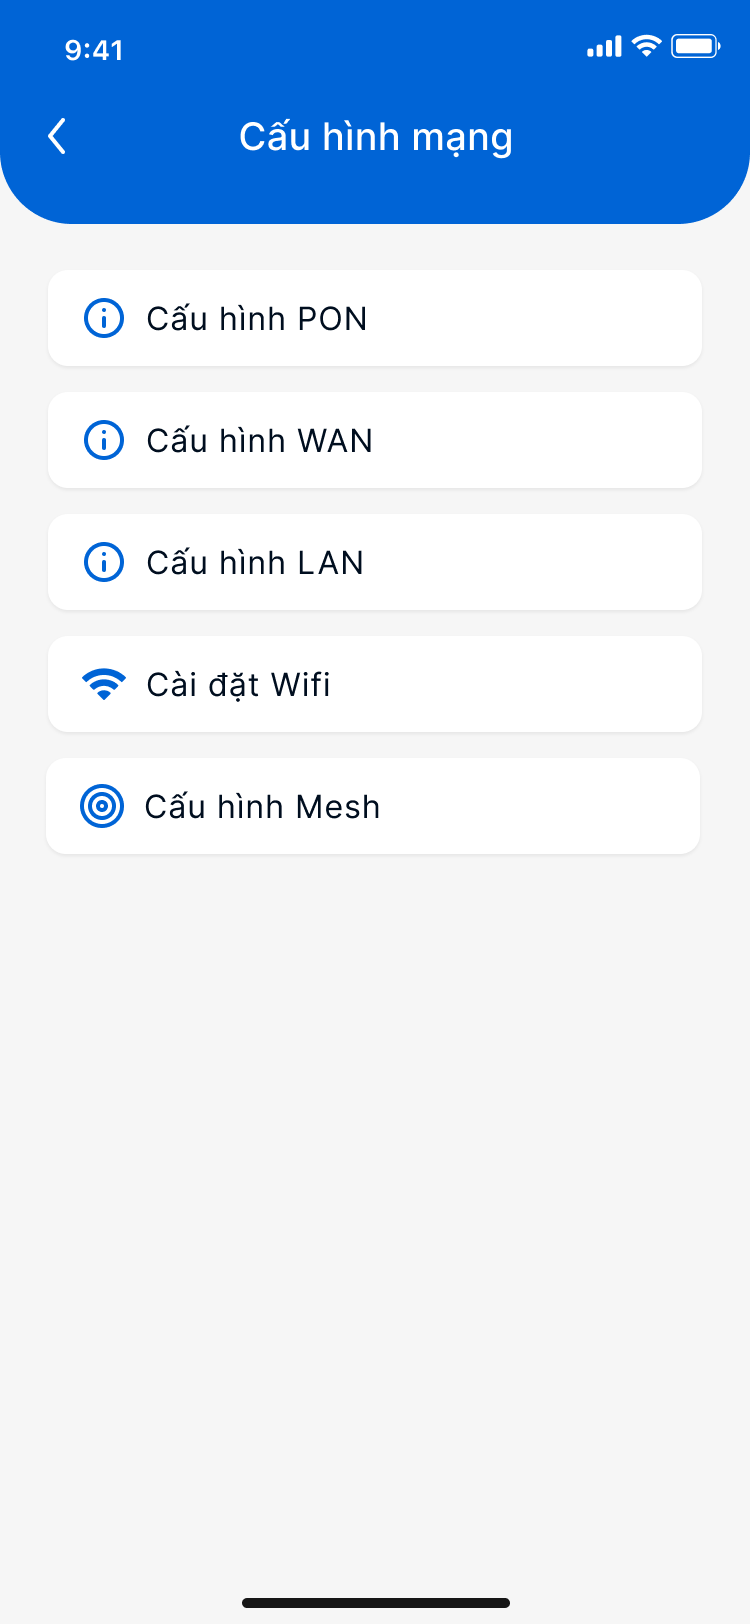 9:41
Cấu hình mạng
Cấu hình PON
Cấu hình WAN
Cấu hình LAN
Cài đặt Wifi
Cấu hình Mesh